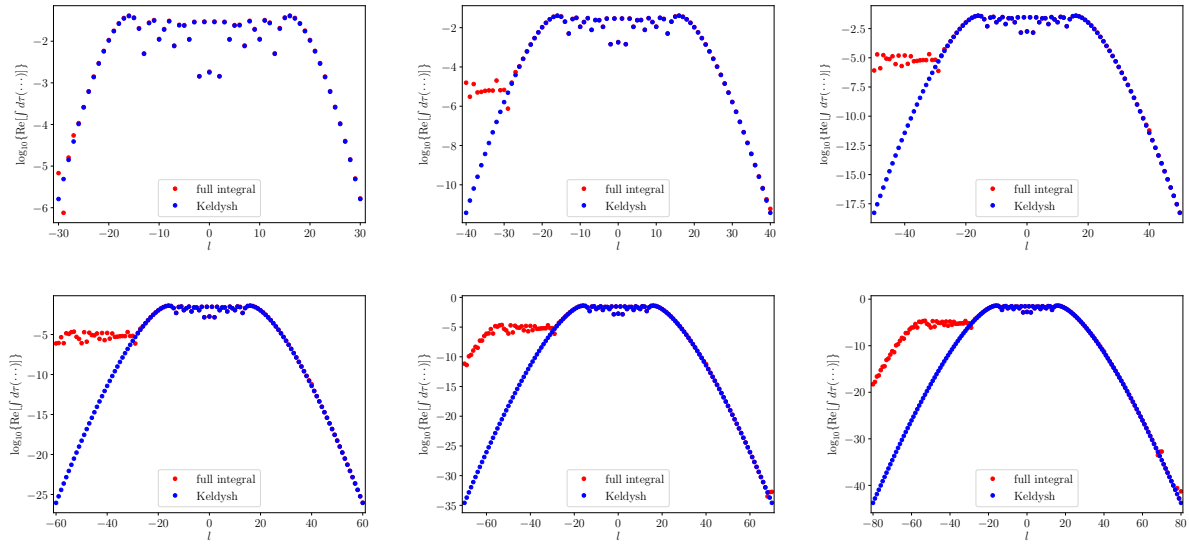 log₁₀{Re[∫ dτ(···)]}
−2
−3
−4
−5
−6
full integral
Keldysh
−30 −20 −10 0 10 20 30
l
log₁₀{Re[∫ dτ(···)]}
−2
−4
−6
−8
−10
full integral
Keldysh
−40 −30 −20 −10 0 10 20 30 40
l
log₁₀{Re[∫ dτ(···)]}
−2.5
−5.0
−7.5
−10.0
−12.5
−15.0
−17.5
full integral
Keldysh
−40 −20 0 20 40
l
log₁₀{Re[∫ dτ(···)]}
−5
−10
−15
−20
−25
full integral
Keldysh
−60 −40 −20 0 20 40 60
l
log₁₀{Re[∫ dτ(···)]}
0
−5
−10
−15
−20
−25
−30
−35
full integral
Keldysh
−60 −40 −20 0 20 40 60
l
log₁₀{Re[∫ dτ(···)]}
0
−10
−20
−30
−40
full integral
Keldysh
−80 −60 −40 −20 0 20 40 60 80
l